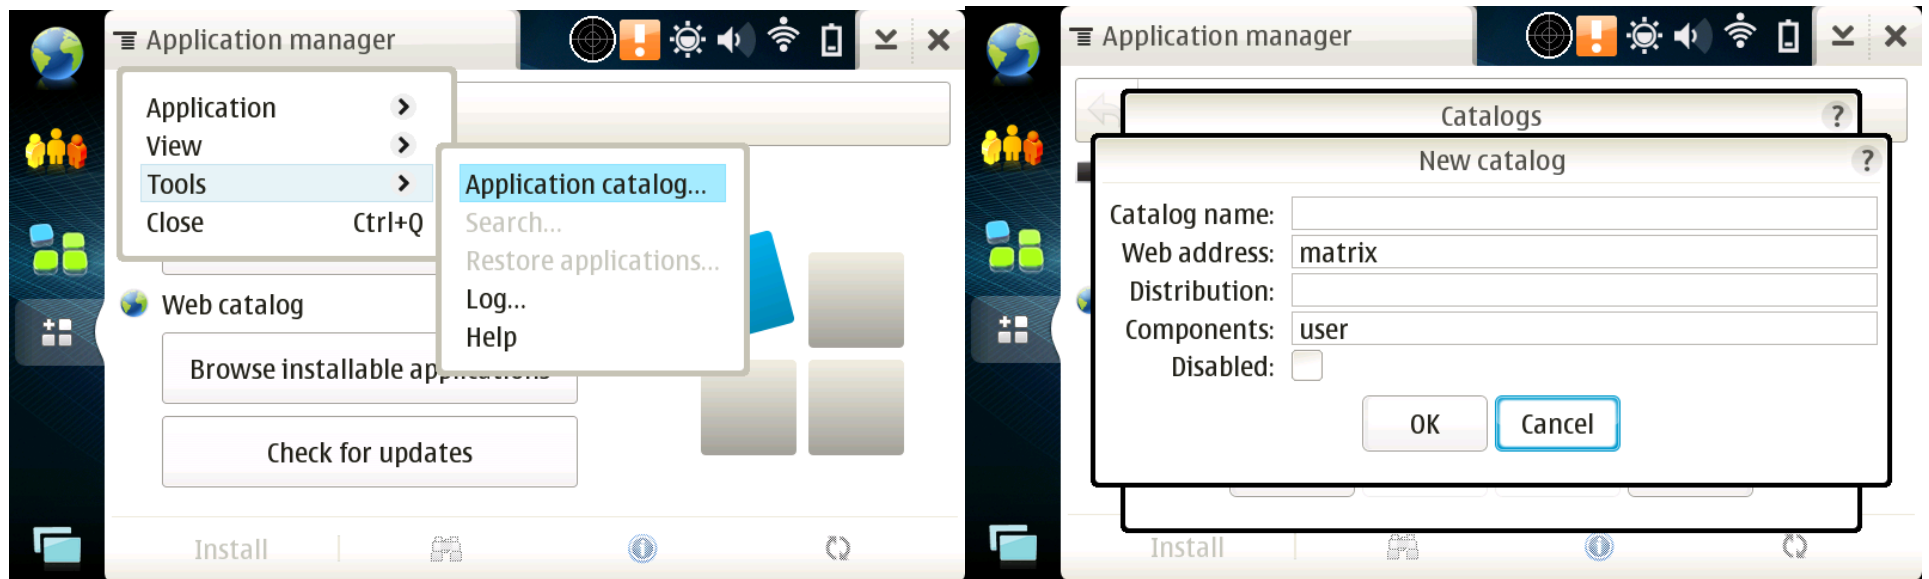 Application manager
Application
View
Tools
Close Ctrl+Q
Application catalog...
Search...
Restore applications...
Log...
Help
Web catalog
Browse installable applications
Check for updates
Install
Application manager
Catalogs ?
New catalog ?
Catalog name:
Web address: matrix
Distribution:
Components: user
Disabled:
OK Cancel
Install